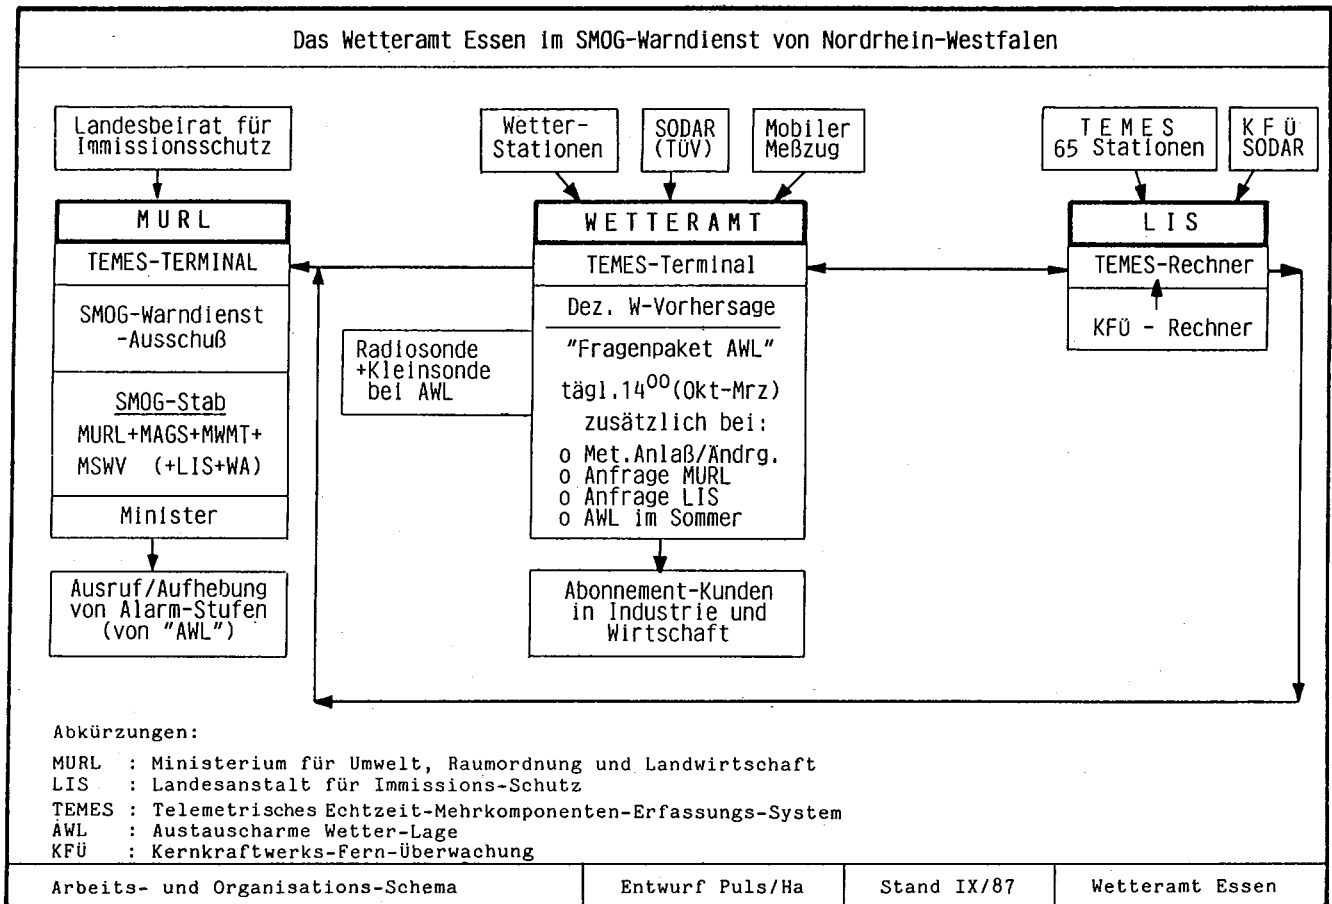 Das Wetteramt Essen im SMOG-Warndienst von Nordrhein-Westfalen
Landesbeirat für
Immissionsschutz
MURL
TEMES-TERMINAL
SMOG-Warndienst
-Ausschuß
SMOG-Stab
MURL+MAGS+MWMT+
MSWV (+LIS+WA)
Minister
Ausruf/Aufhebung
von Alarm-Stufen
(von "AWL")
Wetter-
Stationen
SODAR
(TÜV)
Mobiler
Meßzug
WETTERAMT
TEMES-Terminal
Dez. W-Vorhersage
"Fragenpaket AWL"
tägl.14⁰⁰(Okt-Mrz)
zusätzlich bei:
o Met.Anlaß/Ändrg.
o Anfrage MURL
o Anfrage LIS
o AWL im Sommer
Radiosonde
+Kleinsonde
bei AWL
Abonnement-Kunden
in Industrie und
Wirtschaft
TEMES
65 Stationen
KFÜ
SODAR
LIS
TEMES-Rechner
KFÜ - Rechner
Abkürzungen:
MURL : Ministerium für Umwelt, Raumordnung und Landwirtschaft
LIS : Landesanstalt für Immissions-Schutz
TEMES : Telemetrisches Echtzeit-Mehrkomponenten-Erfassungs-System
AWL : Austauscharme Wetter-Lage
KFÜ : Kernkraftwerks-Fern-Überwachung
Arbeits- und Organisations-Schema
Entwurf Puls/Ha
Stand IX/87
Wetteramt Essen